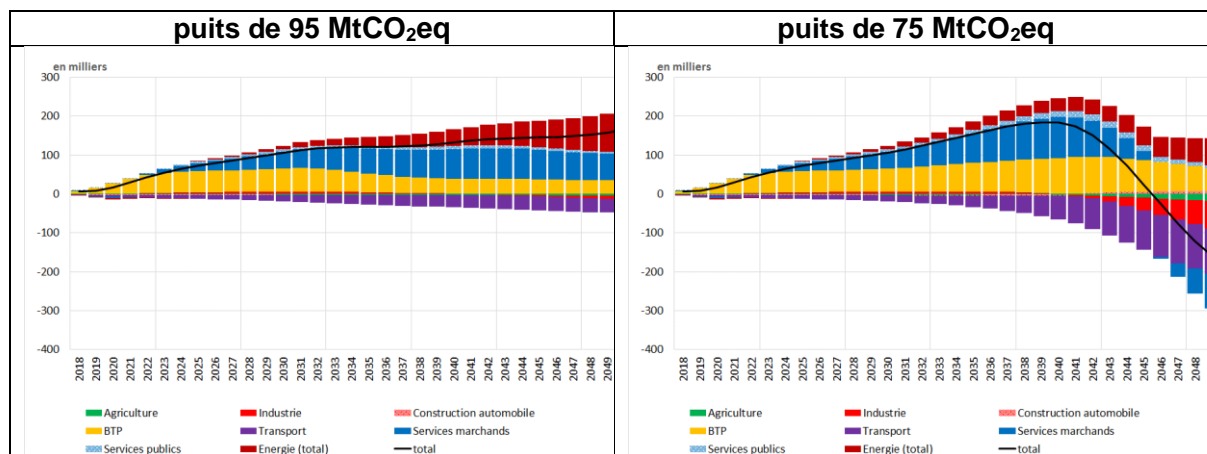 puits de 95 MtCO₂eq
puits de 75 MtCO₂eq
en milliers
300
200
100
0
-100
-200
-300
-400
2018 2019 2020 2021 2022 2023 2024 2025 2026 2027 2028 2029 2030 2031 2032 2033 2034 2035 2036 2037 2038 2039 2040 2041 2042 2043 2044 2045 2046 2047 2048 2049
Agriculture Industrie Construction automobile
BTP Transport Services marchands
Services publics Energie (total) total
en milliers
300
200
100
0
-100
-200
-300
-400
2018 2019 2020 2021 2022 2023 2024 2025 2026 2027 2028 2029 2030 2031 2032 2033 2034 2035 2036 2037 2038 2039 2040 2041 2042 2043 2044 2045 2046 2047 2048
Agriculture Industrie Construction automobile
BTP Transport Services marchands
Services publics Energie (total) total